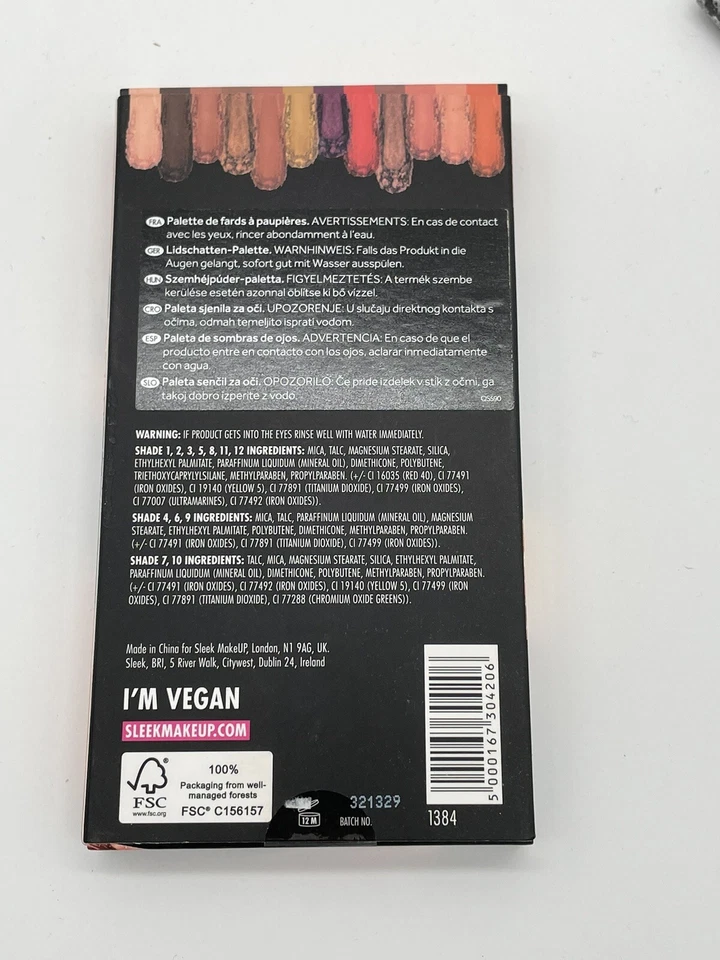 FRA Palette de fards à paupières. AVERTISSEMENTS: En cas de contact
avec les yeux, rincer abondamment à l'eau.
GER Lidschatten-Palette. WARNHINWEIS: Falls das Produkt in die
Augen gelangt, sofort gut mit Wasser ausspülen.
HUN Szemhéjpúder-paletta. FIGYELMEZTETÉS: A termék szembe
kerülése esetén azonnal öblítse ki bő vízzel.
CRO Paleta sjenila za oči. UPOZORENJE: U slučaju direktnog kontakta s
očima, odmah temeljito isprati vodom.
ESP Paleta de sombras de ojos. ADVERTENCIA: En caso de que el
producto entre en contacto con los ojos, aclarar inmediatamente
con agua.
SLO Paleta senčil za oči. OPOZORILO: Če pride izdelek v stik z očmi, ga
takoj dobro izperite z vodo.
QS590
WARNING: IF PRODUCT GETS INTO THE EYES RINSE WELL WITH WATER IMMEDIATELY.
SHADE 1, 2, 3, 5, 8, 11, 12 INGREDIENTS: MICA, TALC, MAGNESIUM STEARATE, SILICA,
ETHYLHEXYL PALMITATE, PARAFFINUM LIQUIDUM (MINERAL OIL), DIMETHICONE, POLYBUTENE,
TRIETHOXYCAPRYLYLSILANE, METHYLPARABEN, PROPYLPARABEN. (+/- CI 16035 (RED 40), CI 77491
(IRON OXIDES), CI 19140 (YELLOW 5), CI 77891 (TITANIUM DIOXIDE), CI 77499 (IRON OXIDES),
CI 77007 (ULTRAMARINES), CI 77492 (IRON OXIDES)).
SHADE 4, 6, 9 INGREDIENTS: MICA, TALC, PARAFFINUM LIQUIDUM (MINERAL OIL), MAGNESIUM
STEARATE, ETHYLHEXYL PALMITATE, POLYBUTENE, DIMETHICONE, METHYLPARABEN, PROPYLPARABEN.
(+/- CI 77491 (IRON OXIDES), CI 77891 (TITANIUM DIOXIDE), CI 77499 (IRON OXIDES)).
SHADE 7, 10 INGREDIENTS: TALC, MICA, MAGNESIUM STEARATE, SILICA, ETHYLHEXYL PALMITATE,
PARAFFINUM LIQUIDUM (MINERAL OIL), DIMETHICONE, POLYBUTENE, METHYLPARABEN, PROPYLPARABEN.
(+/- CI 77491 (IRON OXIDES), CI 77492 (IRON OXIDES), CI 19140 (YELLOW 5), CI 77499 (IRON
OXIDES), CI 77891 (TITANIUM DIOXIDE), CI 77288 (CHROMIUM OXIDE GREENS)).
Made in China for Sleek MakeUP, London, N1 9AG, UK.
Sleek, BRI, 5 River Walk, Citywest, Dublin 24, Ireland
I'M VEGAN
SLEEKMAKEUP.COM
FSC®
www.fsc.org
100%
Packaging from well-
managed forests
FSC® C156157
12 M
BATCH NO.
321329
5 000167 304206
1384